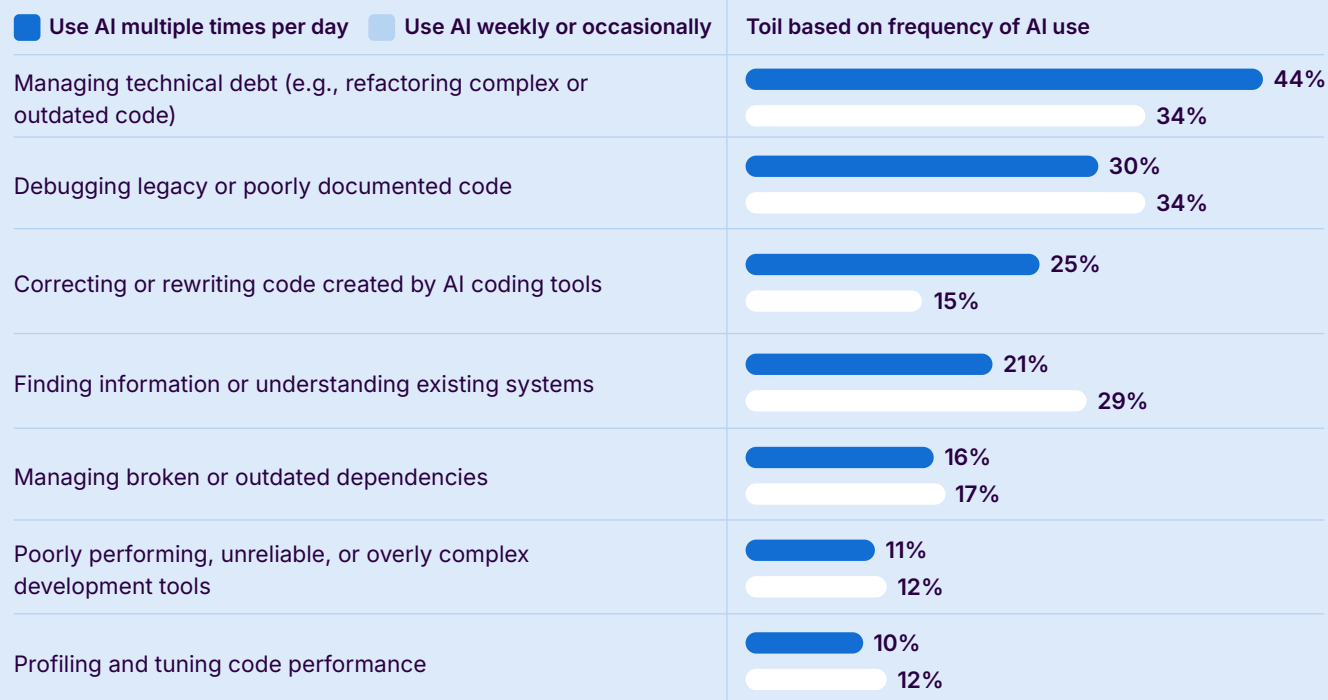 Use AI multiple times per day Use AI weekly or occasionally Toil based on frequency of AI use
Managing technical debt (e.g., refactoring complex or
outdated code)
44%
34%
Debugging legacy or poorly documented code
30%
34%
Correcting or rewriting code created by AI coding tools
25%
15%
Finding information or understanding existing systems
21%
29%
Managing broken or outdated dependencies
16%
17%
Poorly performing, unreliable, or overly complex
development tools
11%
12%
Profiling and tuning code performance
10%
12%